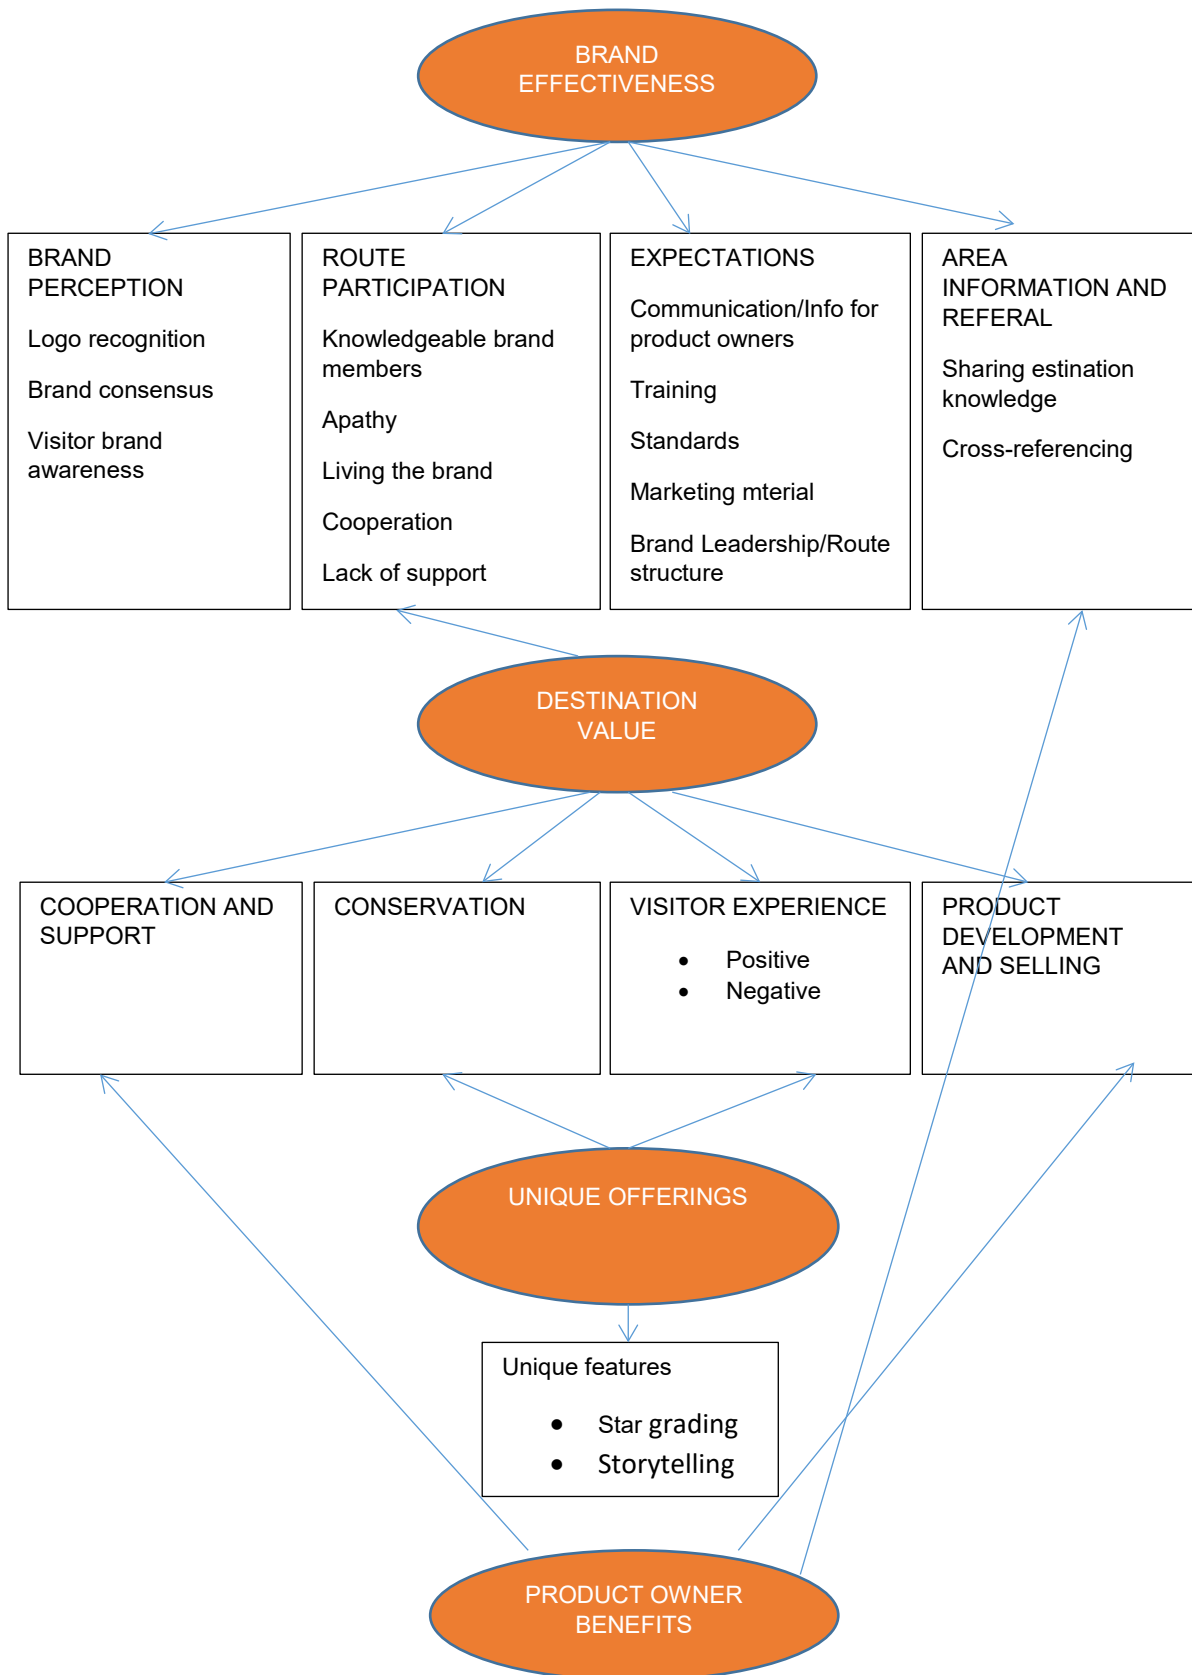 BRAND
EFFECTIVENESS
BRAND
PERCEPTION
Logo recognition
Brand consensus
Visitor brand
awareness
ROUTE
PARTICIPATION
Knowledgeable brand
members
Apathy
Living the brand
Cooperation
Lack of support
EXPECTATIONS
Communication/Info for
product owners
Training
Standards
Marketing mterial
Brand Leadership/Route
structure
AREA
INFORMATION AND
REFERAL
Sharing estination
knowledge
Cross-referencing
DESTINATION
VALUE
COOPERATION AND
SUPPORT
CONSERVATION
VISITOR EXPERIENCE
• Positive
• Negative
PRODUCT
DEVELOPMENT
AND SELLING
UNIQUE OFFERINGS
Unique features
• Star grading
• Storytelling
PRODUCT OWNER
BENEFITS